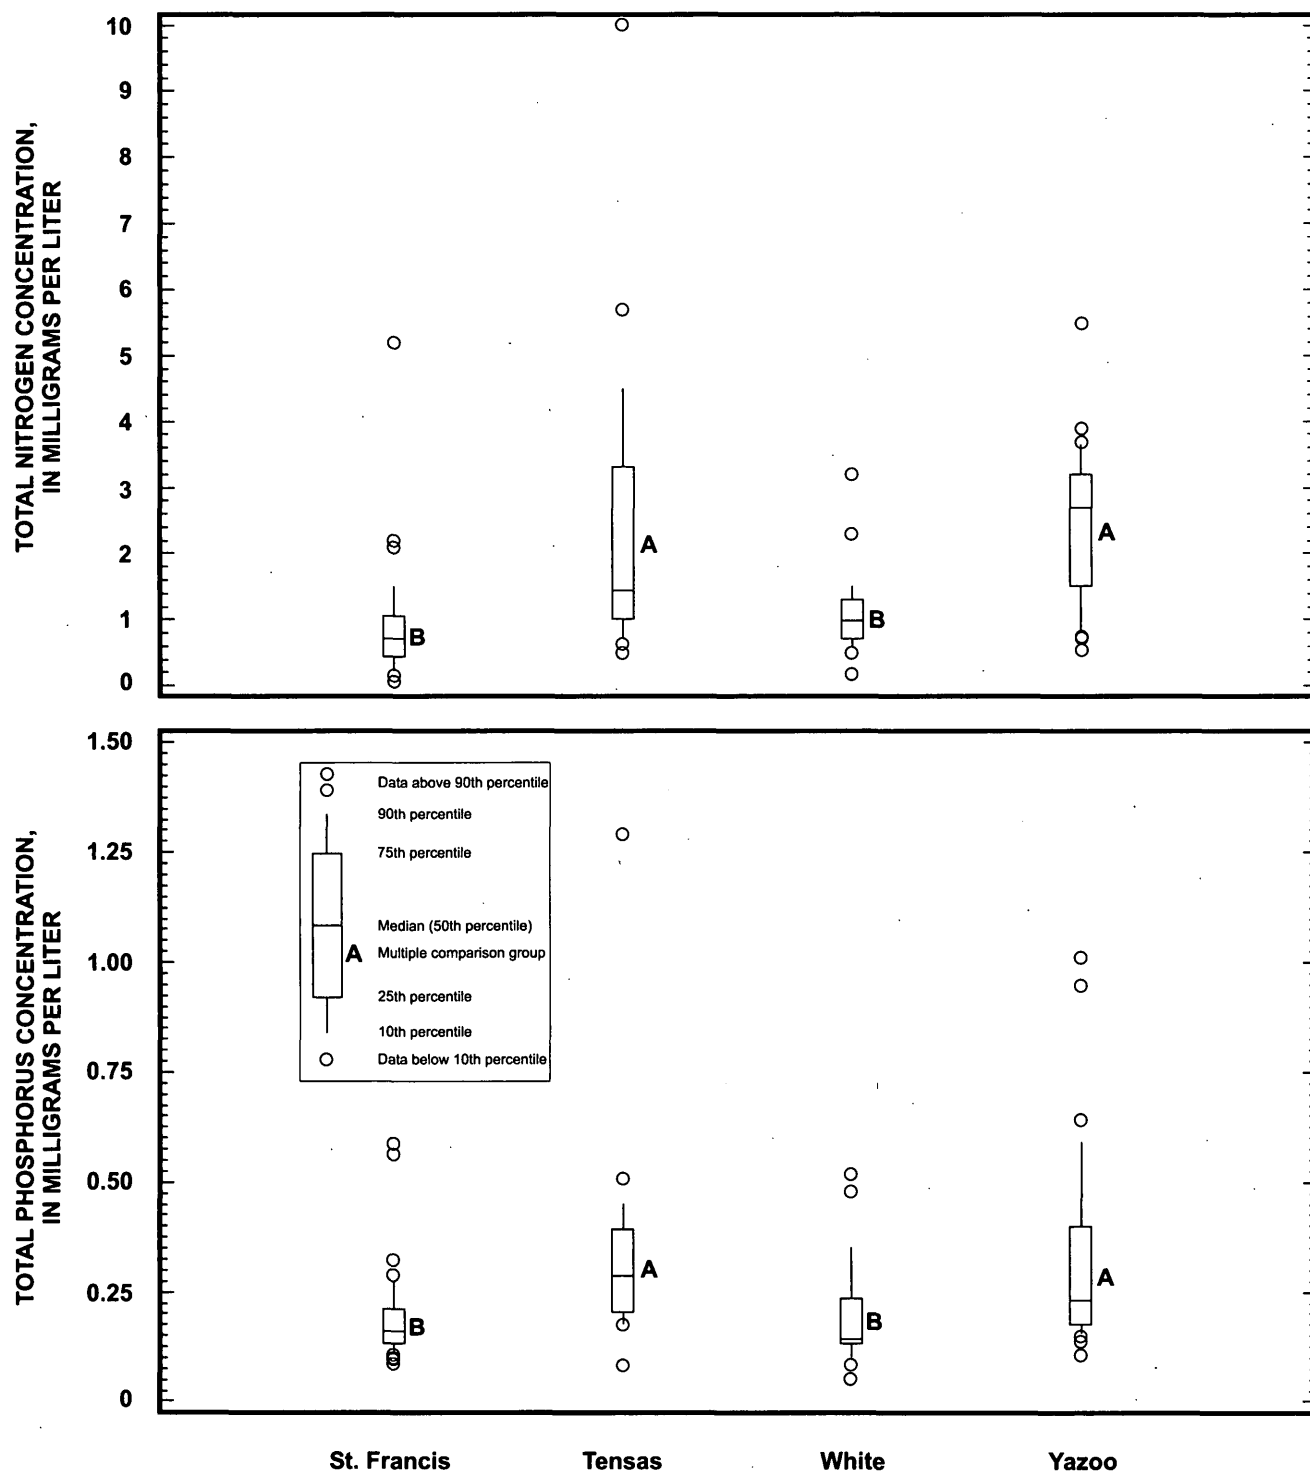 TOTAL NITROGEN CONCENTRATION,
IN MILLIGRAMS PER LITER
10
9
8
7
6
5
4
3
2
1
0
B
A
B
A
TOTAL PHOSPHORUS CONCENTRATION,
IN MILLIGRAMS PER LITER
1.50
1.25
1.00
0.75
0.50
0.25
0
Data above 90th percentile
90th percentile
75th percentile
Median (50th percentile)
A Multiple comparison group
25th percentile
10th percentile
Data below 10th percentile
B
A
B
A
St. Francis Tensas White Yazoo